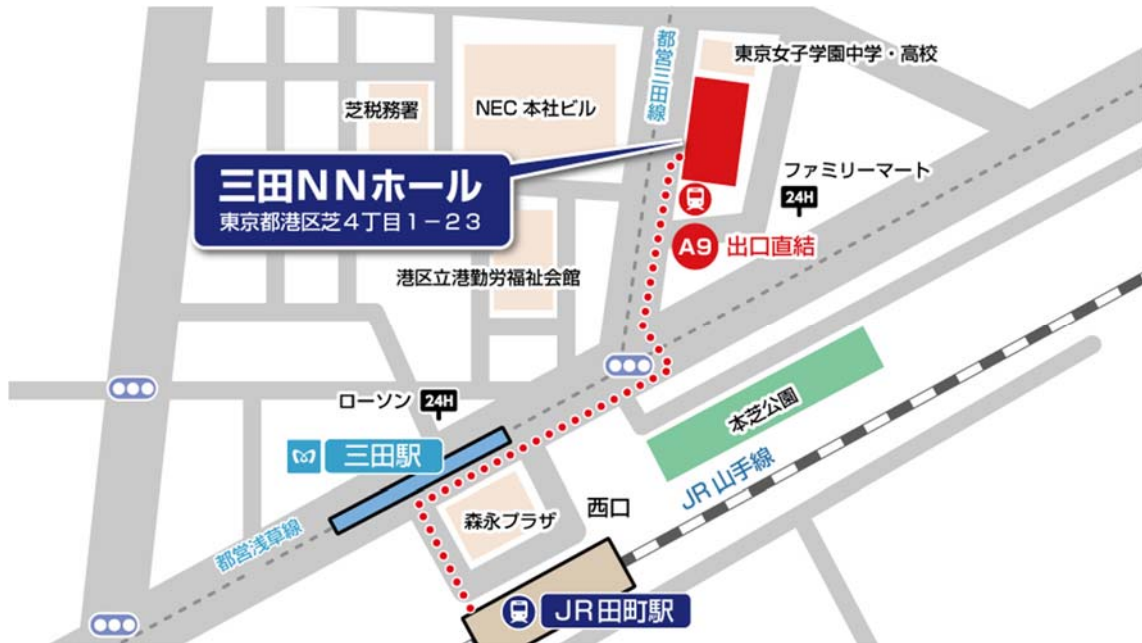 東京女子学園中学・高校
都営三田線
芝税務署
NEC 本社ビル
三田NNホール
東京都港区芝4丁目1−23
ファミリーマート
24H
A9 出口直結
港区立港勤労福祉会館
ローソン 24H
本芝公園
三田駅
JR 山手線
西口
森永プラザ
都営浅草線
JR田町駅